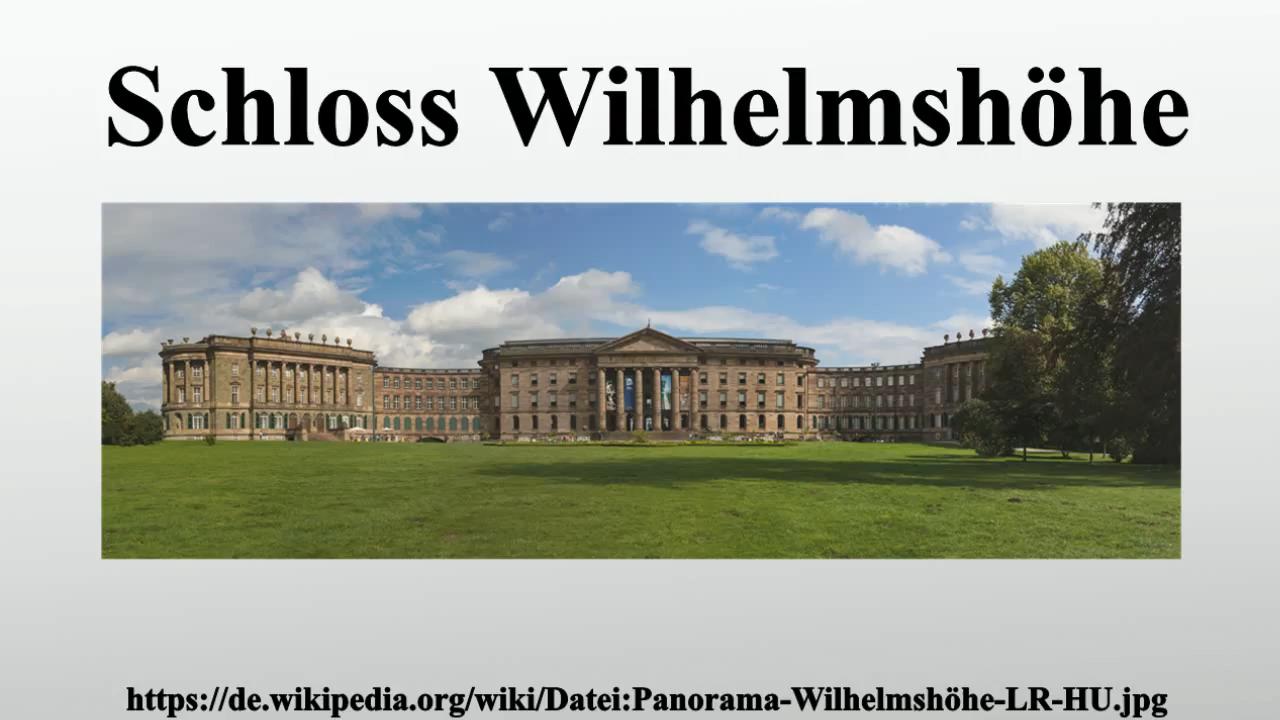 Schloss Wilhelmshöhe
https://de.wikipedia.org/wiki/Datei:Panorama-Wilhelmshöhe-LR-HU.jpg